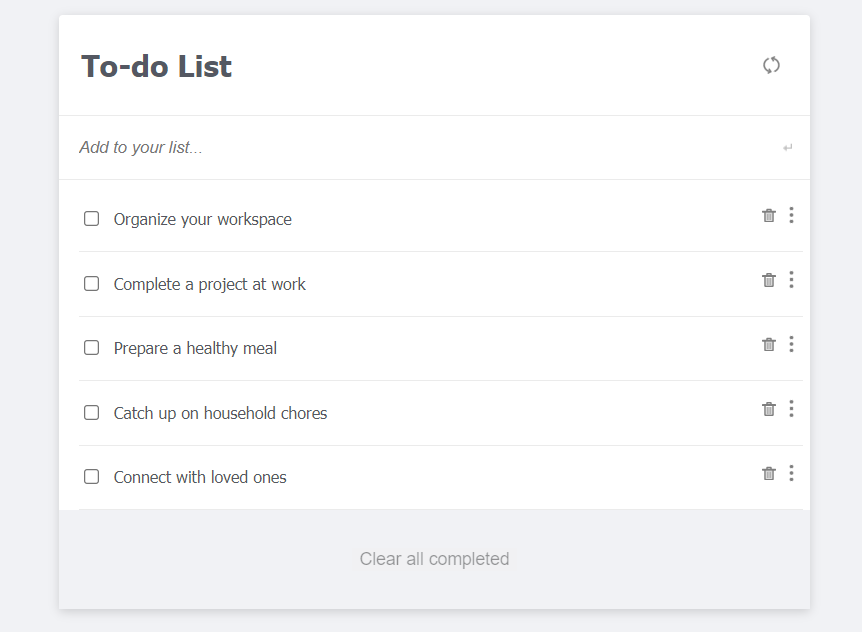 To-do List
Add to your list...
Organize your workspace
Complete a project at work
Prepare a healthy meal
Catch up on household chores
Connect with loved ones
Clear all completed